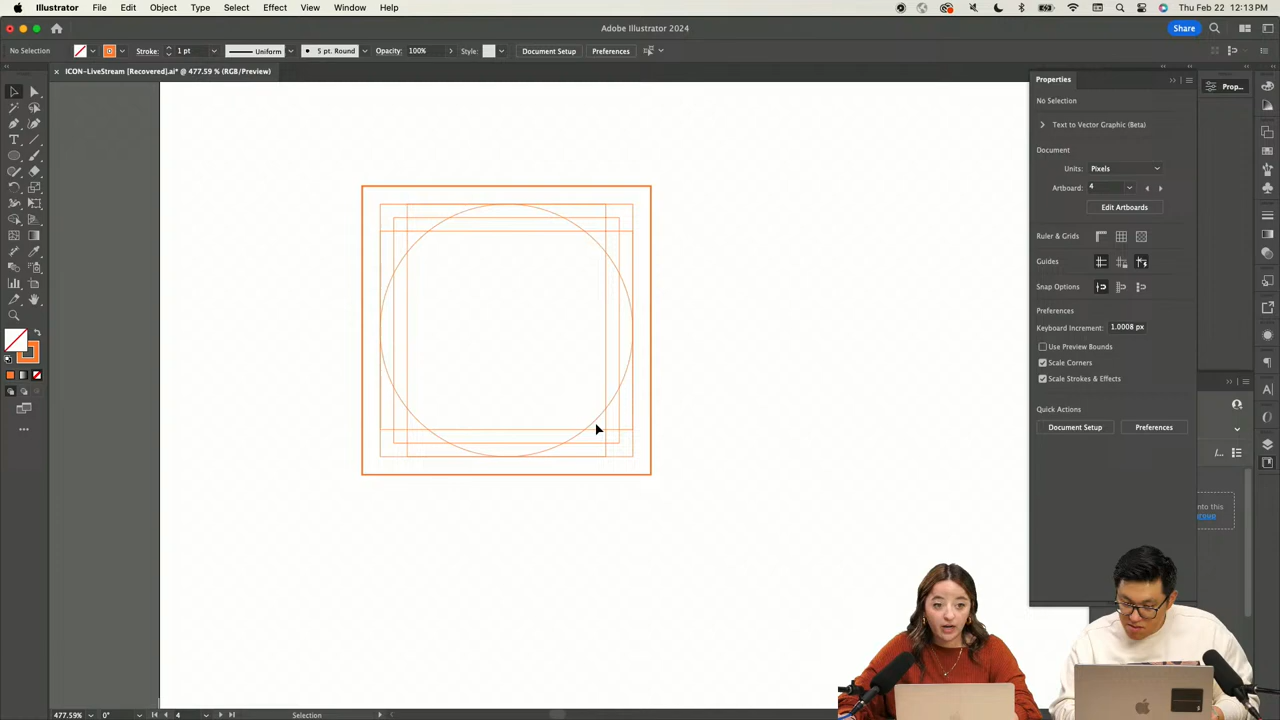 Illustrator File Edit Object Type Select Effect View Window Help
Thu Feb 22 12:13 PM
Adobe Illustrator 2024
Share
No Selection
Stroke: 1 pt
Uniform
5 pt. Round
Opacity: 100%
Style:
Document Setup
Preferences
ICON-LiveStream [Recovered].ai* @ 477.59 % (RGB/Preview)
Properties
Prop...
No Selection
Text to Vector Graphic (Beta)
Document
Units: Pixels
Artboard: 4
Edit Artboards
Ruler & Grids
Guides
Snap Options
Preferences
Keyboard Increment: 1.0008 px
Use Preview Bounds
Scale Corners
Scale Strokes & Effects
Quick Actions
Document Setup
Preferences
nto this
group
477.59%
0°
4
Selection